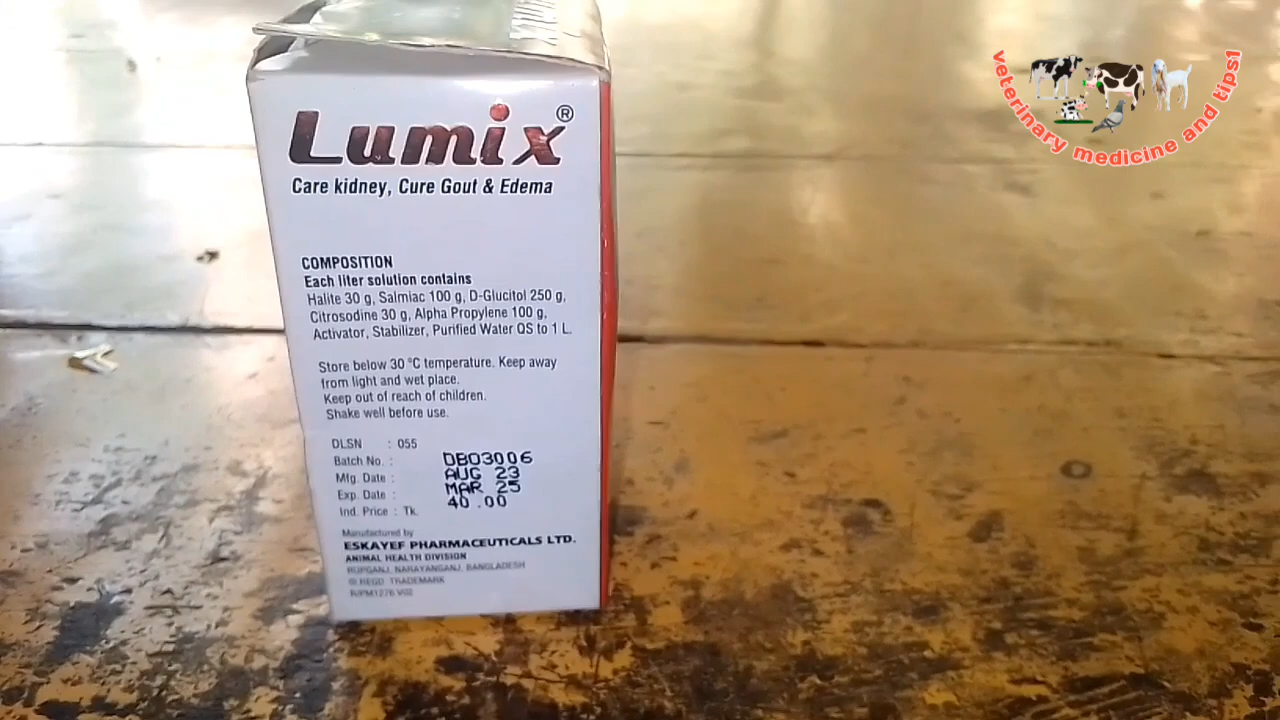 Lumix®
Care kidney, Cure Gout & Edema
COMPOSITION
Each liter solution contains
Halite 30 g, Salmiac 100 g, D-Glucitol 250 g,
Citrosodine 30 g, Alpha Propylene 100 g,
Activator, Stabilizer, Purified Water QS to 1 L.
Store below 30 °C temperature. Keep away
from light and wet place.
Keep out of reach of children.
Shake well before use.
DLSN : 055
Batch No. : DBO3006
Mfg. Date : AUG 23
Exp. Date : MAR 25
Ind. Price : Tk. 40.00
Manufactured by
ESKAYEF PHARMACEUTICALS LTD.
ANIMAL HEALTH DIVISION
RUPGANJ, NARAYANGANJ, BANGLADESH
® REGD. TRADEMARK
R/PM1276 V02
veterinary medicine and tips1